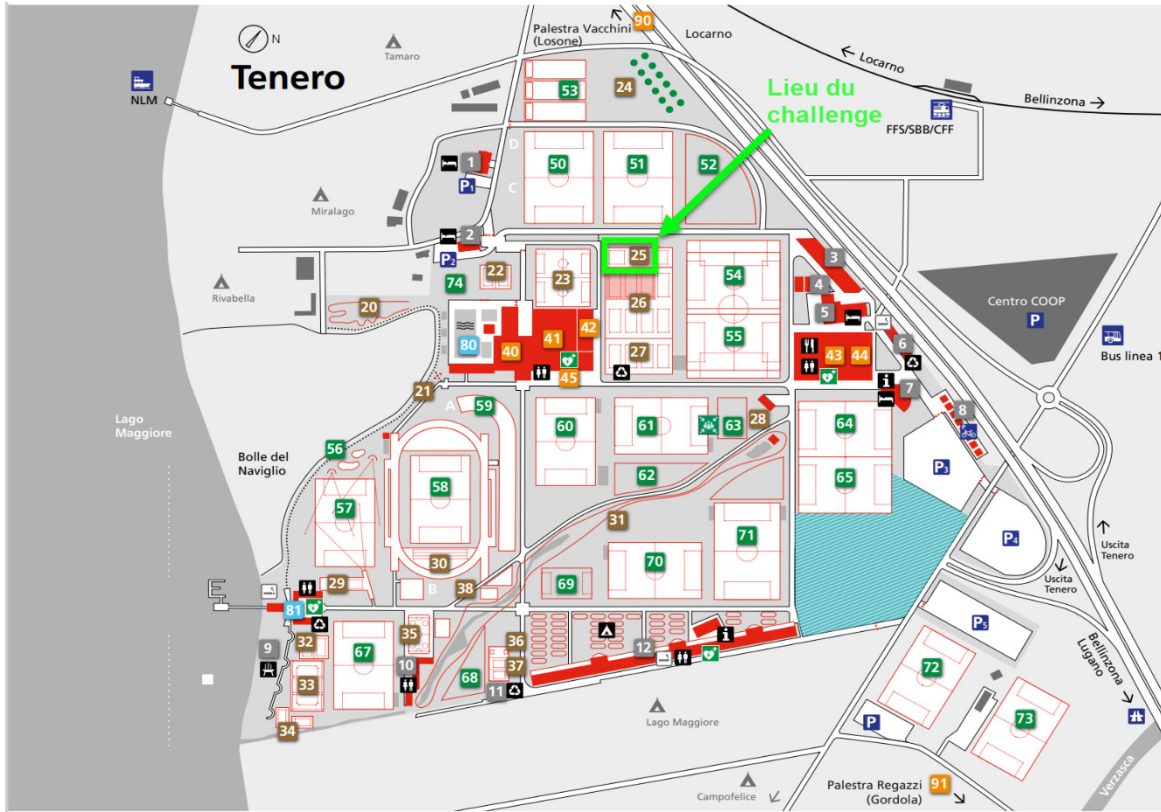 90
Palestra Vacchini
(Losone)
Locarno
N
Tamaro
Tenero
Locarno
Bellinzona
NLM
53
24
Lieu du
challenge
FFS/SBB/CFF
D
1
50
51
52
P1
C
Miralago
2
P2
22
23
25
54
3
74
4
Rivabella
20
26
5
Centro COOP
P
42
41
80
40
55
6
43
44
Bus linea 1
27
45
i
7
21
A
59
8
28
60
61
63
64
Lago
Maggiore
Bolle del
Naviglio
56
58
62
65
P3
57
31
71
P4
Uscita
Tenero
30
70
Uscita
Tenero
29
B
38
69
E
81
P5
Bellinzona
Lugano
35
36
i
9
32
67
12
10
37
72
33
68
11
73
34
Lago Maggiore
P
Verzasca
Campofelice
Palestra Regazzi
(Gordola)
91